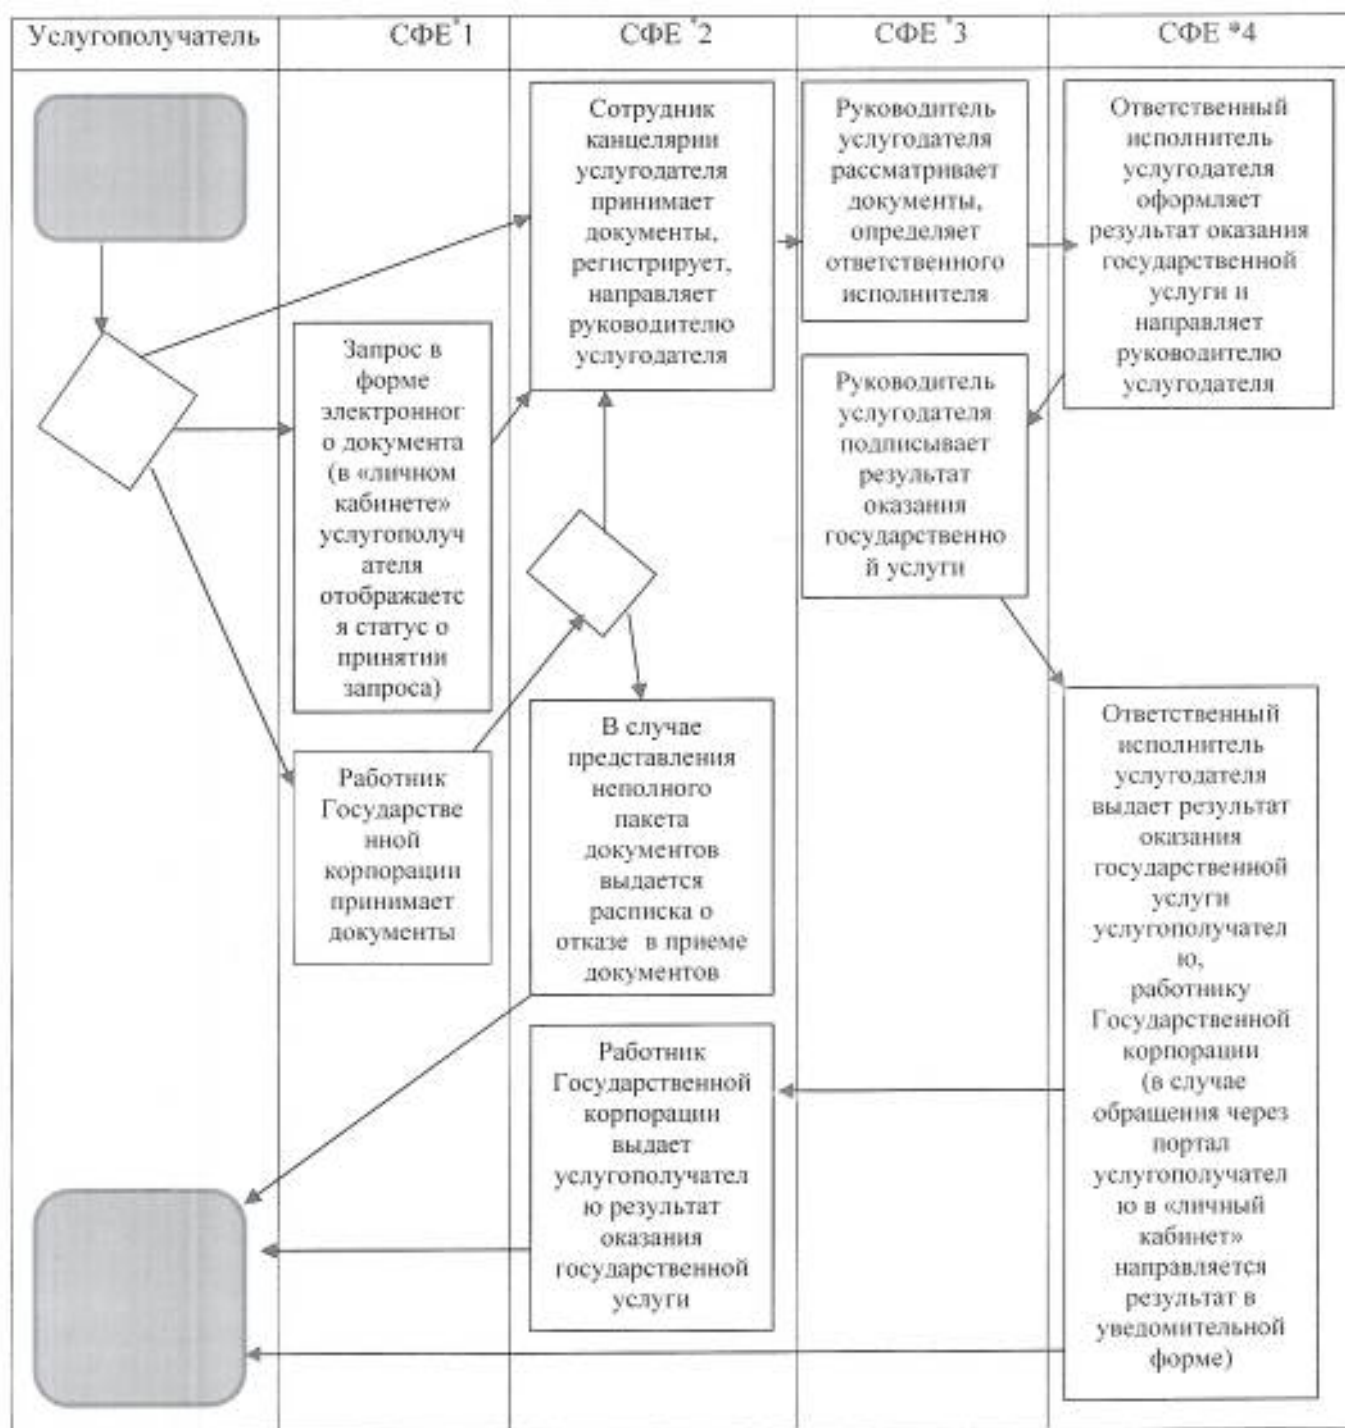 Услугополучатель
СФЕ*1
СФЕ*2
СФЕ*3
СФЕ *4
Сотрудник
канцелярии
услугодателя
принимает
документы,
регистрирует,
направляет
руководителю
услугодателя
Руководитель
услугодателя
рассматривает
документы,
определяет
ответственного
исполнителя
Ответственный
исполнитель
услугодателя
оформляет
результат оказания
государственной
услуги и
направляет
руководителю
услугодателя
Запрос в
форме
электронног
о документа
(в «личном
кабинете»
услугополуч
ателя
отображаетс
я статус о
принятии
запроса)
Руководитель
услугодателя
подписывает
результат
оказания
государственно
й услуги
Работник
Государстве
нной
корпорации
принимает
документы
В случае
представления
неполного
пакета
документов
выдается
расписка о
отказе в приеме
документов
Ответственный
исполнитель
услугодателя
выдает результат
оказания
государственной
услуги
услугополучател
ю,
работнику
Государственной
корпорации
(в случае
обращения через
портал
услугополучател
ю в «личный
кабинет»
направляется
результат в
уведомительной
форме)
Работник
Государственной
корпорации
выдает
услугополучател
ю результат
оказания
государственной
услуги